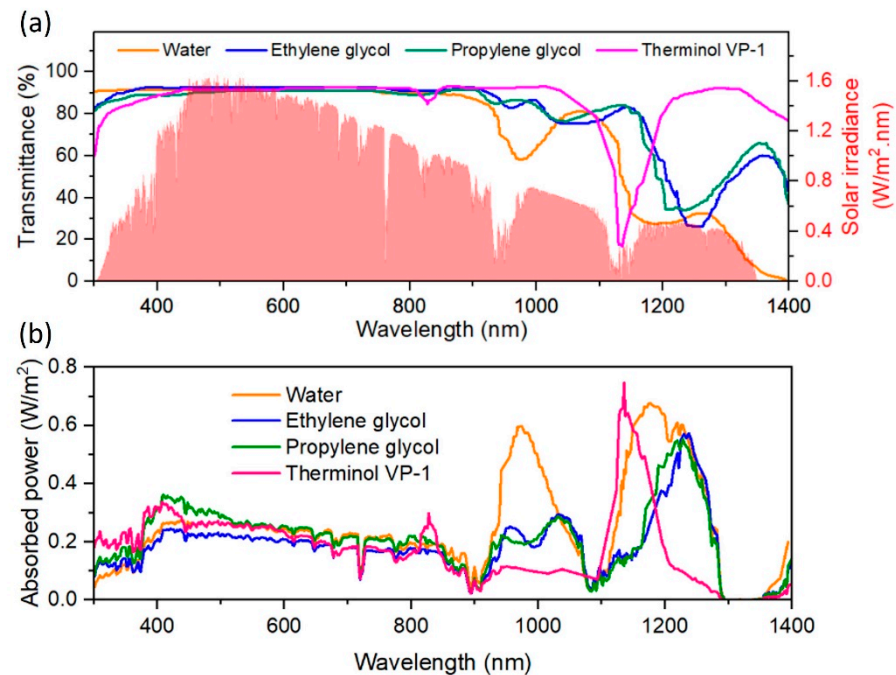 (a)
Water Ethylene glycol Propylene glycol Therminol VP-1
Transmittance (%)
100
80
60
40
20
0
1.6
1.2
0.8
0.4
0.0
Solar irradiance
(W/m².nm)
400 600 800 1000 1200 1400
Wavelength (nm)
(b)
Absorbed power (W/m²)
0.8
0.6
0.4
0.2
0.0
Water
Ethylene glycol
Propylene glycol
Therminol VP-1
400 600 800 1000 1200 1400
Wavelength (nm)